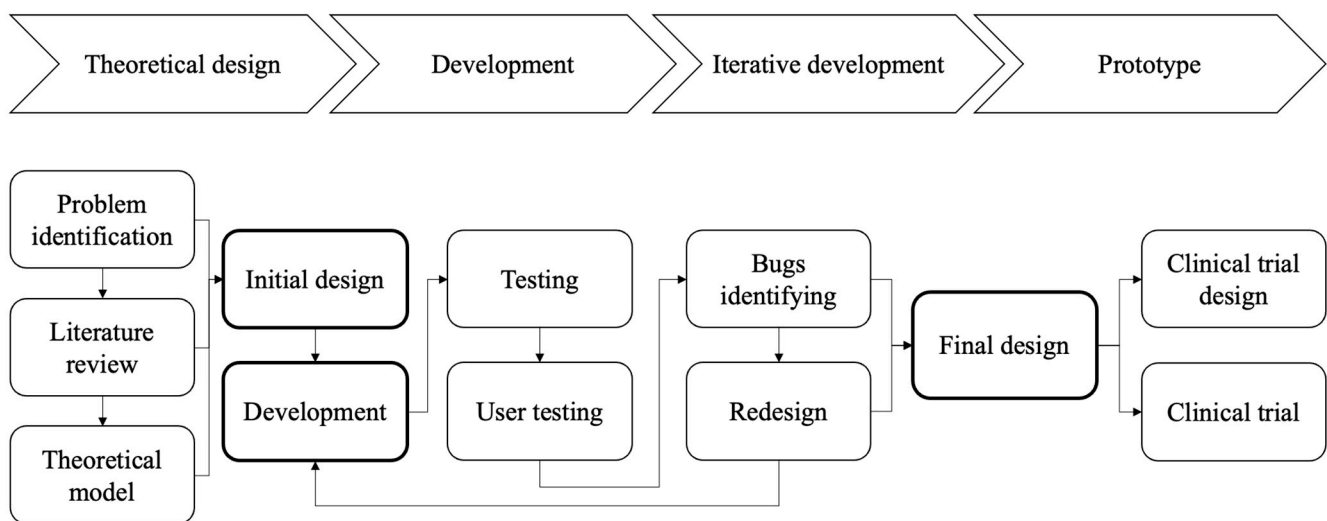 Theoretical design
Development
Iterative development
Prototype
Problem
identification
Literature
review
Theoretical
model
Initial design
Development
Testing
User testing
Bugs
identifying
Redesign
Final design
Clinical trial
design
Clinical trial